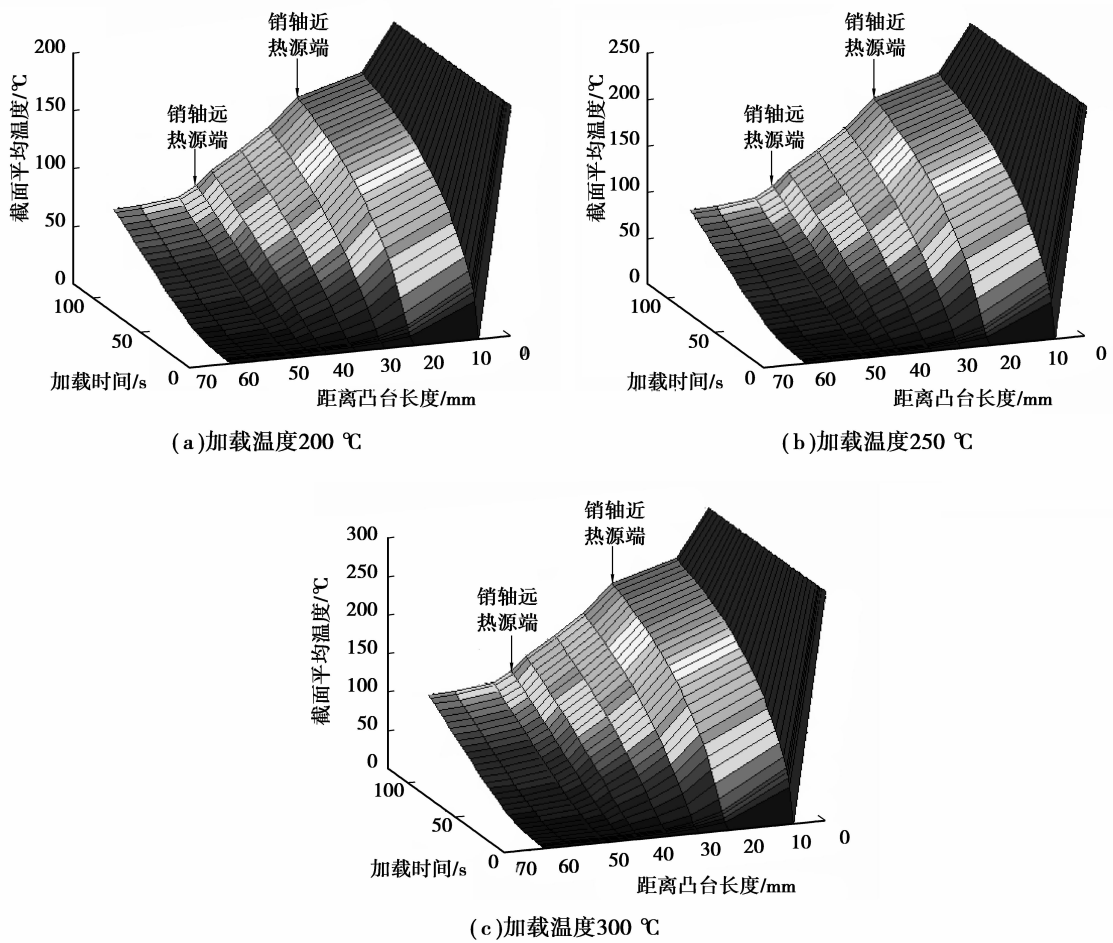 销轴近
热源端
销轴远
热源端
截面平均温度/℃
200
150
100
50
0
100
50
0
加载时间/s
70
60
50
40
30
20
10
0
距离凸台长度/mm
(a)加载温度200 ℃
销轴近
热源端
销轴远
热源端
截面平均温度/℃
250
200
150
100
50
0
100
50
0
加载时间/s
70
60
50
40
30
20
10
0
距离凸台长度/mm
(b)加载温度250 ℃
销轴近
热源端
销轴远
热源端
截面平均温度/℃
300
250
200
150
100
50
0
100
50
0
加载时间/s
70
60
50
40
30
20
10
0
距离凸台长度/mm
(c)加载温度300 ℃